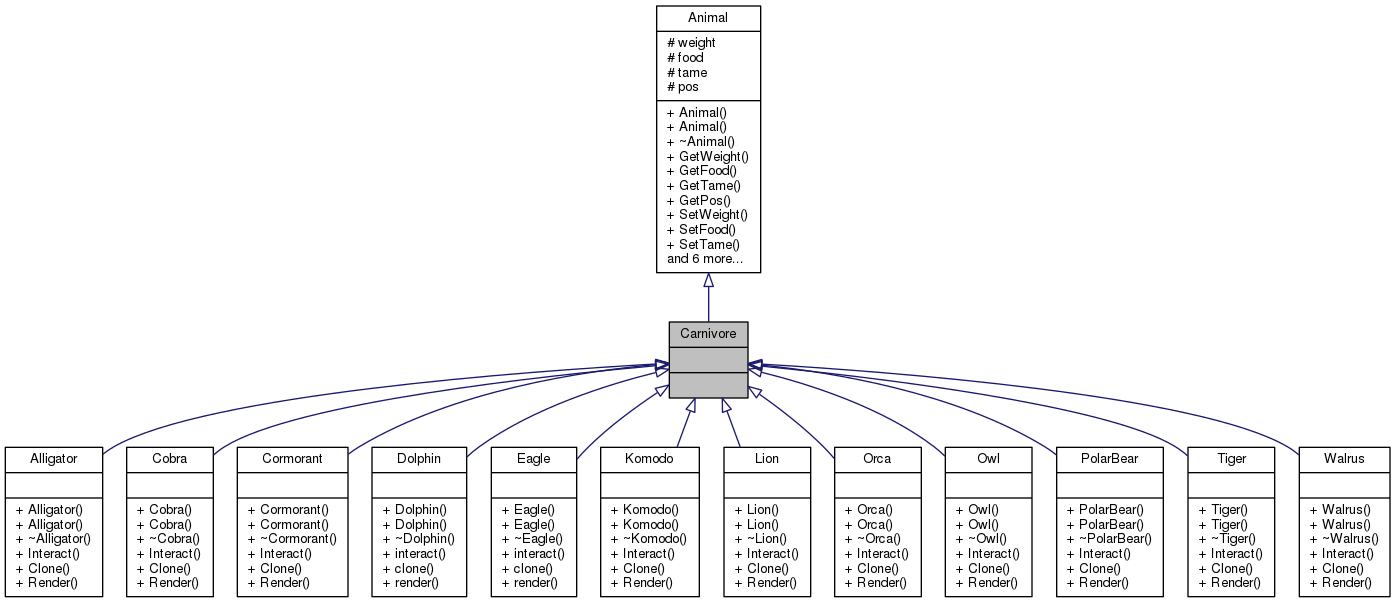 Animal
# weight
# food
# tame
# pos
+ Animal()
+ Animal()
+ ~Animal()
+ GetWeight()
+ GetFood()
+ GetTame()
+ GetPos()
+ SetWeight()
+ SetFood()
+ SetTame()
and 6 more...
Carnivore
Alligator
+ Alligator()
+ Alligator()
+ ~Alligator()
+ Interact()
+ Clone()
+ Render()
Cobra
+ Cobra()
+ Cobra()
+ ~Cobra()
+ Interact()
+ Clone()
+ Render()
Cormorant
+ Cormorant()
+ Cormorant()
+ ~Cormorant()
+ Interact()
+ Clone()
+ Render()
Dolphin
+ Dolphin()
+ Dolphin()
+ ~Dolphin()
+ interact()
+ clone()
+ render()
Eagle
+ Eagle()
+ Eagle()
+ ~Eagle()
+ interact()
+ clone()
+ render()
Komodo
+ Komodo()
+ Komodo()
+ ~Komodo()
+ Interact()
+ Clone()
+ Render()
Lion
+ Lion()
+ Lion()
+ ~Lion()
+ Interact()
+ Clone()
+ Render()
Orca
+ Orca()
+ Orca()
+ ~Orca()
+ Interact()
+ Clone()
+ Render()
Owl
+ Owl()
+ Owl()
+ ~Owl()
+ Interact()
+ Clone()
+ Render()
PolarBear
+ PolarBear()
+ PolarBear()
+ ~PolarBear()
+ Interact()
+ Clone()
+ Render()
Tiger
+ Tiger()
+ Tiger()
+ ~Tiger()
+ Interact()
+ Clone()
+ Render()
Walrus
+ Walrus()
+ Walrus()
+ ~Walrus()
+ Interact()
+ Clone()
+ Render()